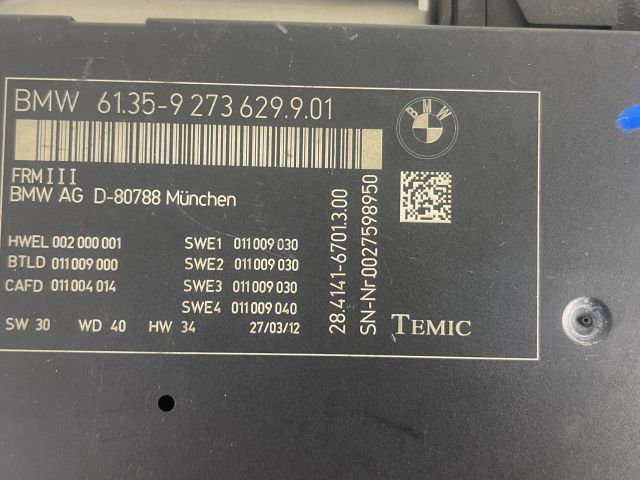 BMW 61.35-9 273 629.9.01
BMW
FRMIII
BMW AG D-80788 München
HWEL 002 000 001
BTLD 011 009 000
CAFD 011 004 014
SWE1 011 009 030
SWE2 011 009 030
SWE3 011 009 030
SWE4 011 009 040
SW 30 WD 40 HW 34 27/03/12
28.4141-6701.3.00
SN-Nr.0027598950
TEMIC